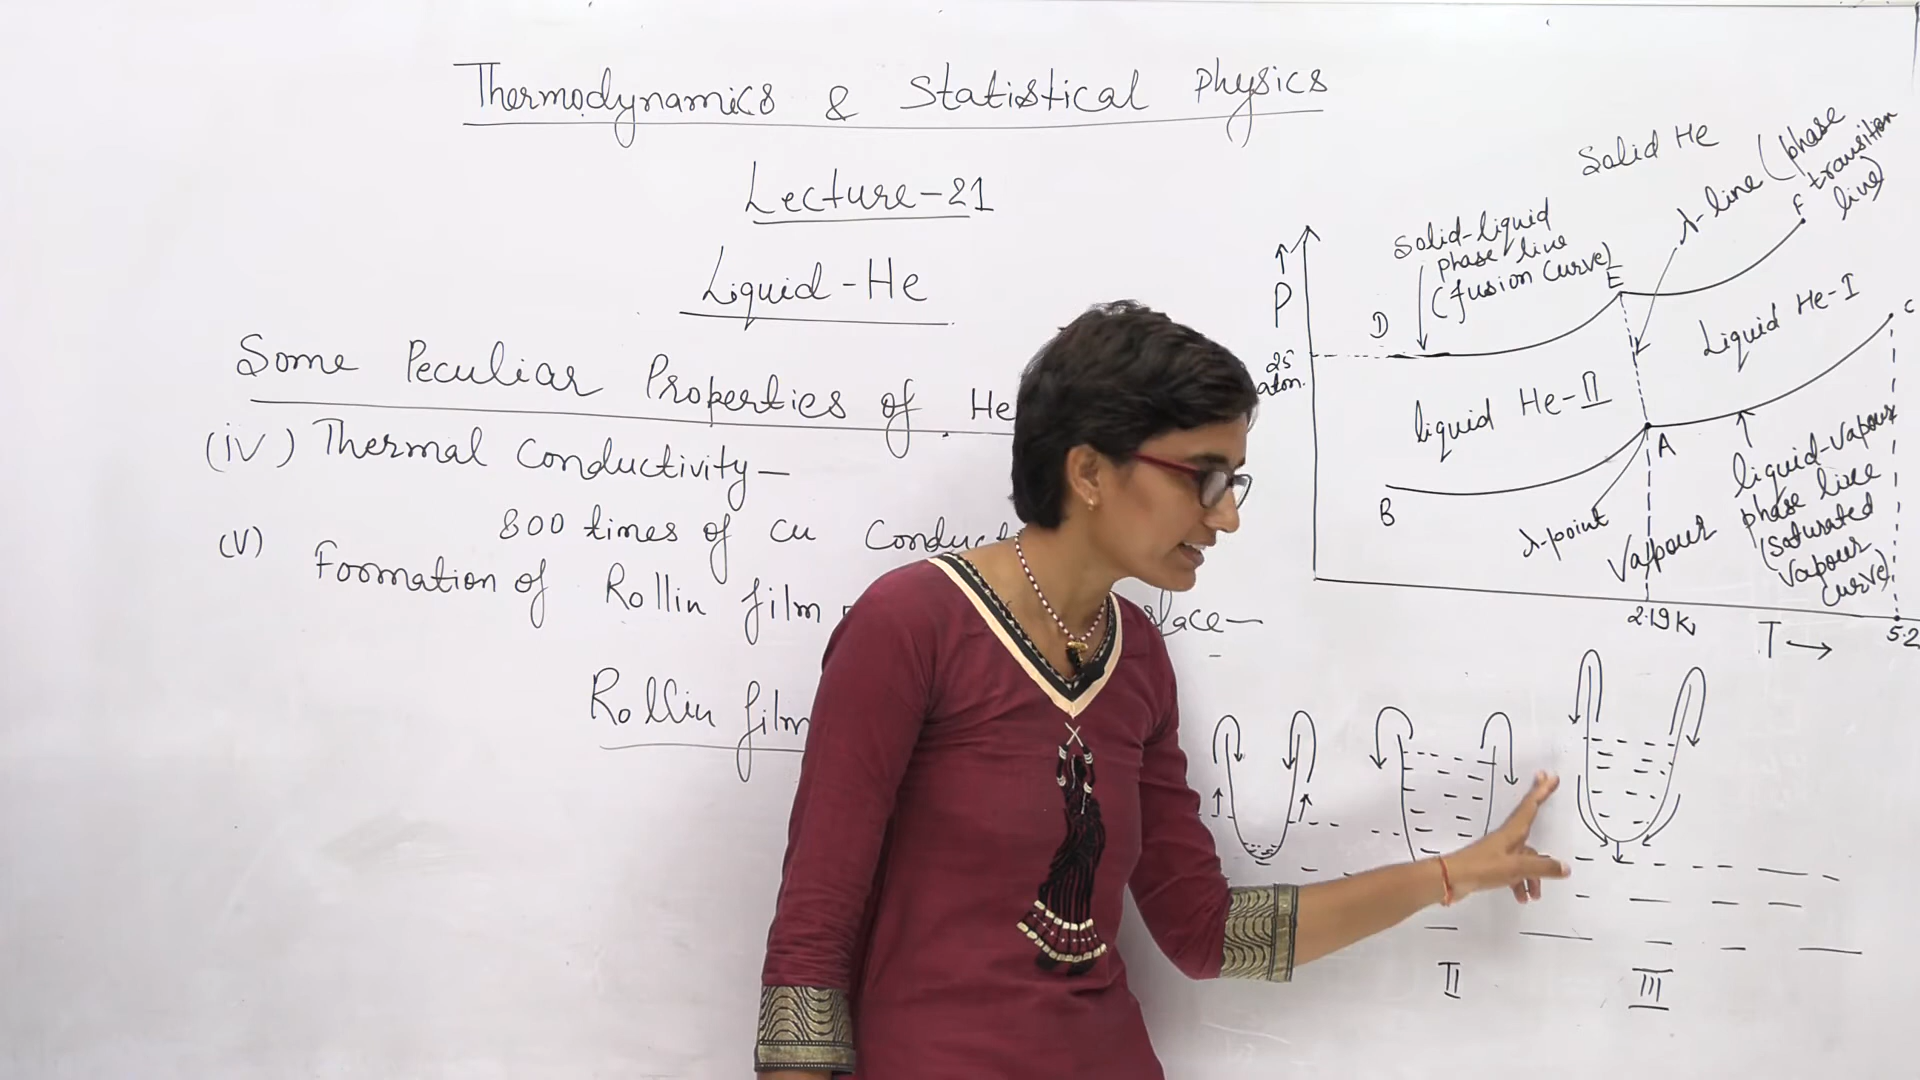 Thermodynamics & Statistical Physics
Lecture-21
Liquid-He
Some Peculiar Properties of He
(iv) Thermal Conductivity—
800 times of Cu
(v) Formation of Rollin film
Rollin film
Solid He
λ-line (phase
transition
line)
Solid-liquid
phase line
(fusion curve)
P
25
atm.
D
E
F
Liquid He-I
C
liquid He-II
A
B
λ-point
Vapour
liquid-vapour
phase line
(saturated
vapour
curve)
2.19 K
T
5.2
II
III